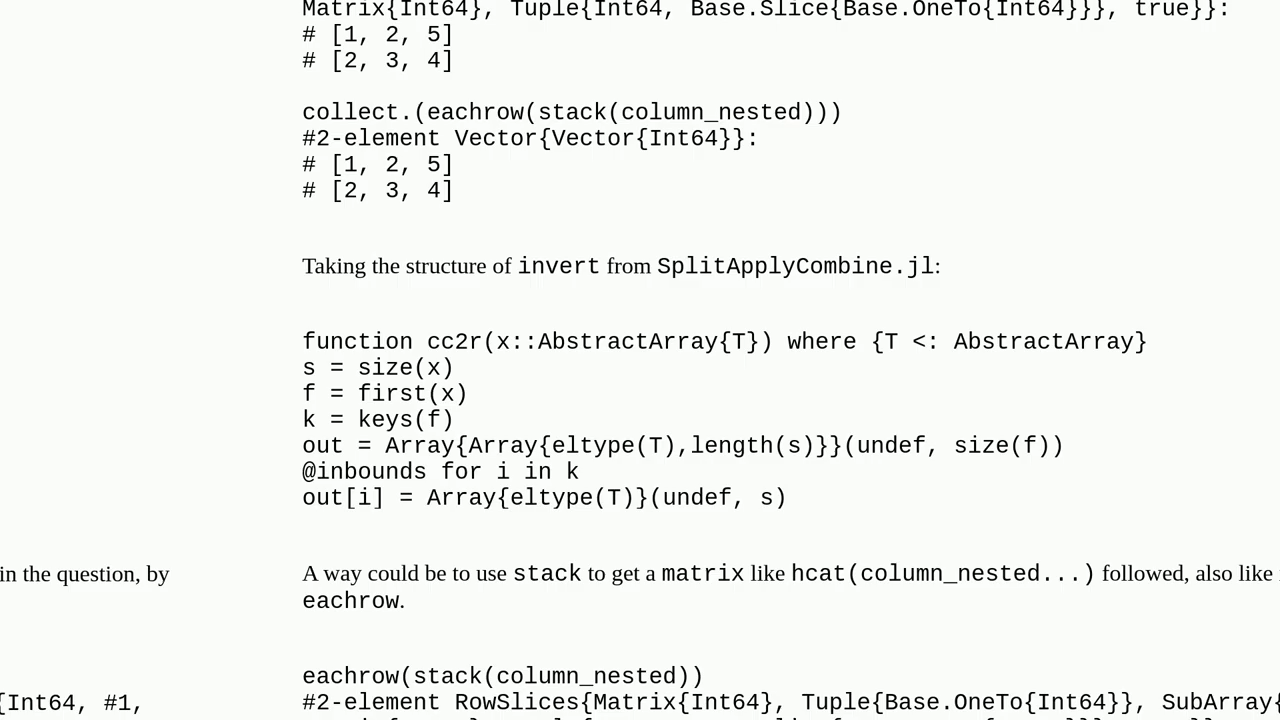 Matrix{Int64}, Tuple{Int64, Base.Slice{Base.OneTo{Int64}}}, true}}:
# [1, 2, 5]
# [2, 3, 4]
collect.(eachrow(stack(column_nested)))
#2-element Vector{Vector{Int64}}:
# [1, 2, 5]
# [2, 3, 4]
Taking the structure of invert from SplitApplyCombine.jl:
function cc2r(x::AbstractArray{T}) where {T <: AbstractArray}
s = size(x)
f = first(x)
k = keys(f)
out = Array{Array{eltype(T),length(s)}}(undef, size(f))
@inbounds for i in k
out[i] = Array{eltype(T)}(undef, s)
in the question, by
A way could be to use stack to get a matrix like hcat(column_nested...) followed, also like
eachrow.
eachrow(stack(column_nested))
{Int64, #1,
#2-element RowSlices{Matrix{Int64}, Tuple{Base.OneTo{Int64}}, SubArray{